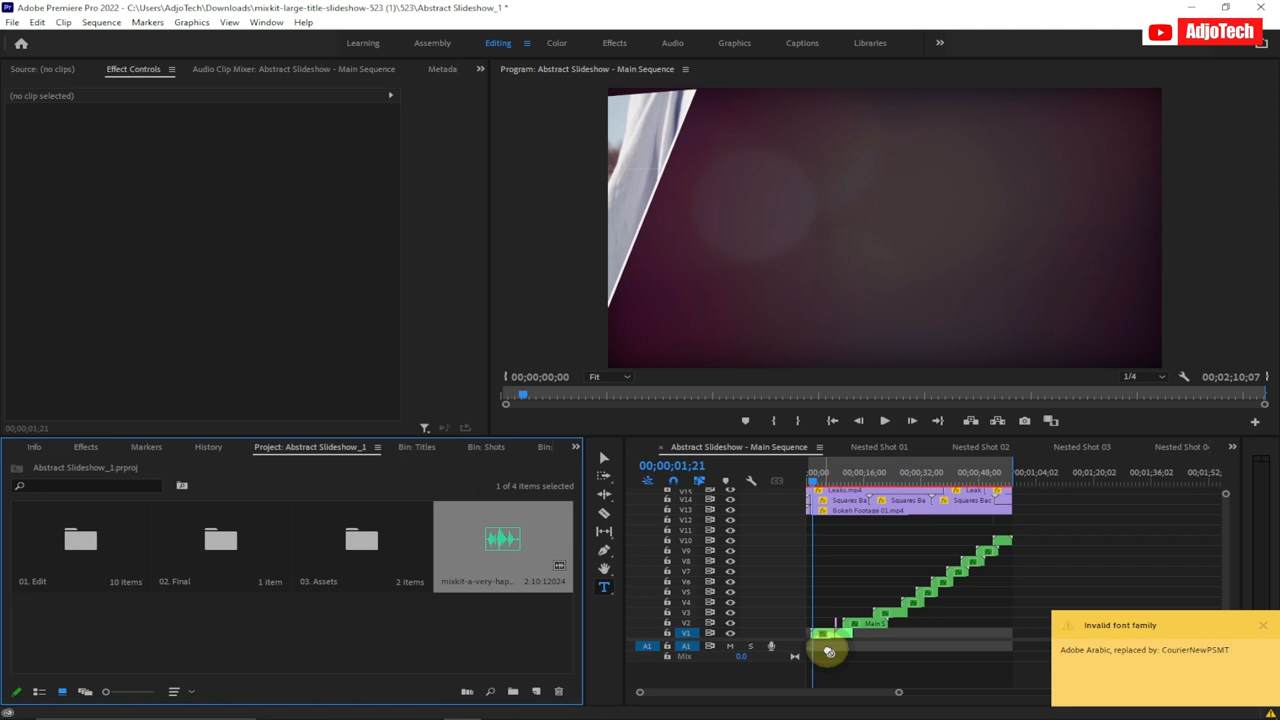 Adobe Premiere Pro 2022 - C:\Users\AdjoTech\Downloads\mixkit-large-title-slideshow-523 (1)\523\Abstract Slideshow_1 *
File Edit Clip Sequence Markers Graphics View Window Help
AdjoTech
Learning Assembly Editing Color Effects Audio Graphics Captions Libraries
Source: (no clips) Effect Controls Audio Clip Mixer: Abstract Slideshow - Main Sequence Metadata
Program: Abstract Slideshow - Main Sequence
(no clip selected)
00;00;00;00 Fit 1/4 00;02;10;07
00;00;01;21
Info Effects Markers History Project: Abstract Slideshow_1 Bin: Titles Bin: Shots Bin:
Abstract Slideshow_1.prproj
1 of 4 items selected
01. Edit 10 items 02. Final 1 item 03. Assets 2 items mixkit-a-very-hap... 2:10:12024
Abstract Slideshow - Main Sequence Nested Shot 01 Nested Shot 02 Nested Shot 03 Nested Shot 0
00;00;01;21
;00;00 00;00;16;00 00;00;32;00 00;00;48;00 00;01;04;02 00;01;20;02 00;01;36;02 00;01;52;
V15 Leaks.mp4 Leak
V14 Squares Ba Squares Ba Squares Bac
V13 Bokeh Footage 01.mp4
V12
V11
V10
V9
V8
V7
V6
V5
V4
V3
V2 Main S
V1
A1 A1 M S
Mix 0.0
Invalid font family
Adobe Arabic, replaced by: CourierNewPSMT